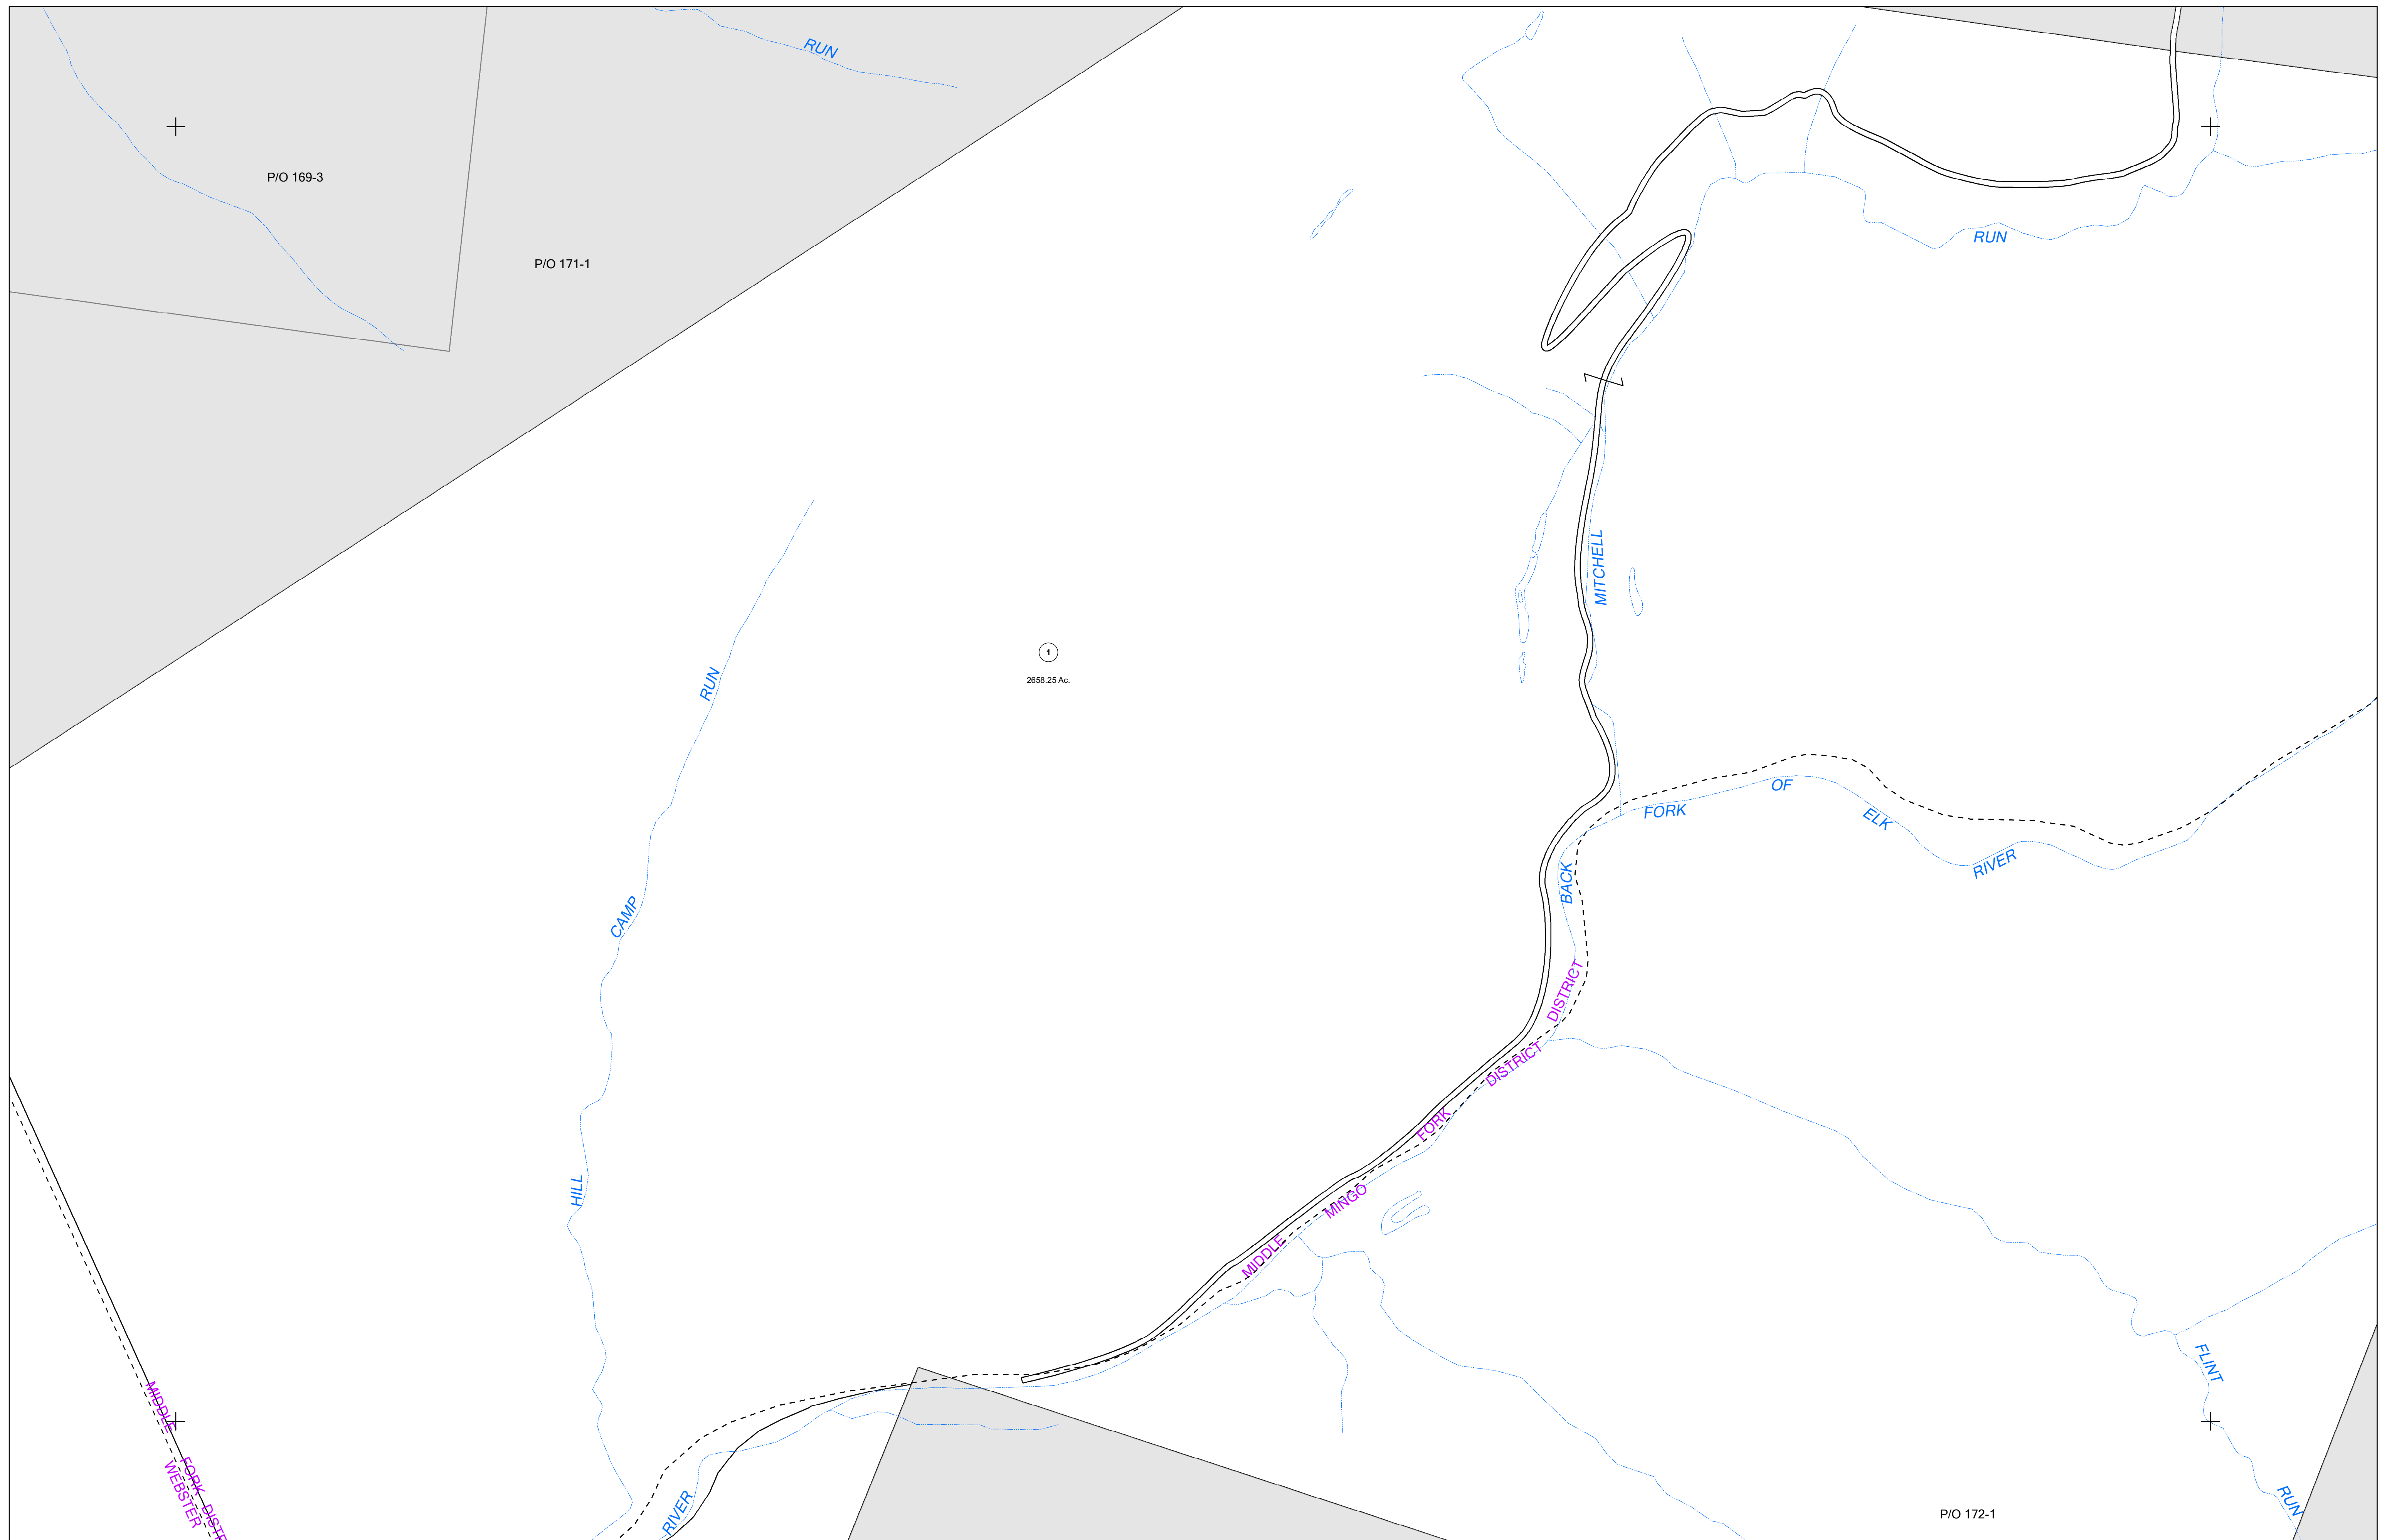 RUN
P/O 169-3
P/O 171-1
RUN
MITCHELL
1
2658.25 Ac.
RUN
CAMP
HILL
FORK
OF
ELK
RIVER
BACK
DISTRICT
DISTRICT
FORK
MINGO
MIDDLE
MIDDLE
FORK
WEBSTER
RIVER
FLINT
RUN
P/O 172-1